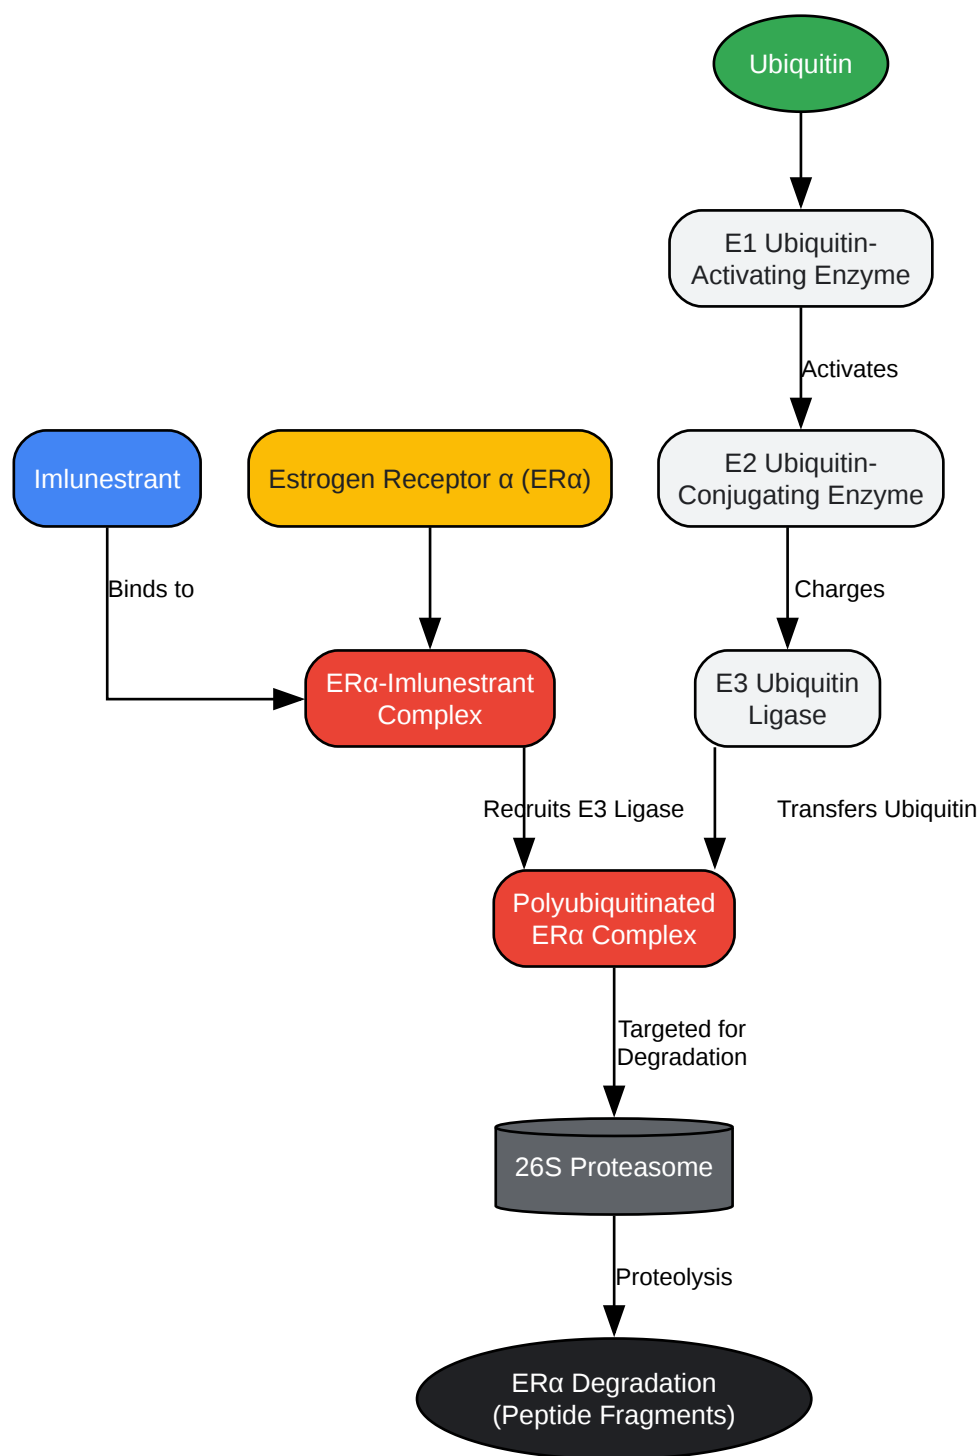 Ubiquitin
E1 Ubiquitin-
Activating Enzyme
Activates
Imlunestrant
Estrogen Receptor α (ERα)
E2 Ubiquitin-
Conjugating Enzyme
Binds to
Charges
ERα-Imlunestrant
Complex
E3 Ubiquitin
Ligase
Recruits E3 Ligase
Transfers Ubiquitin
Polyubiquitinated
ERα Complex
Targeted for
Degradation
26S Proteasome
Proteolysis
ERα Degradation
(Peptide Fragments)